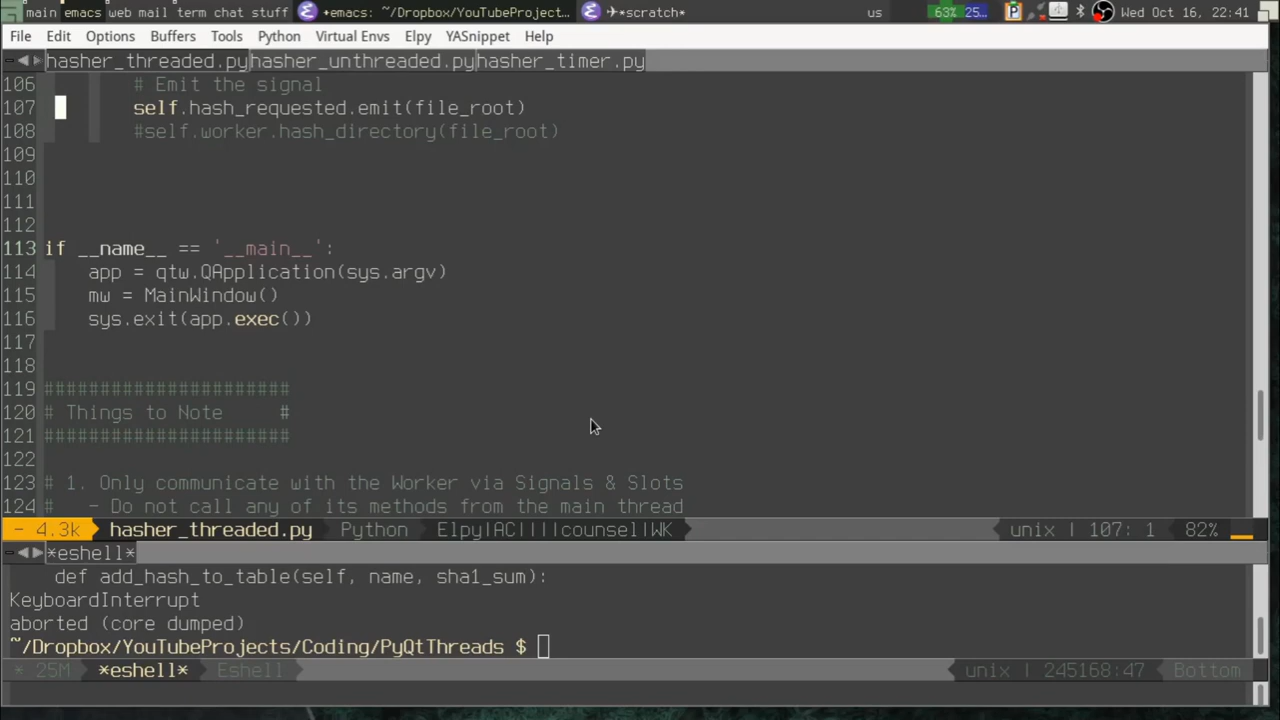 main emacs web mail term chat stuff +emacs: ~/Dropbox/YouTubeProject... *scratch* us 63% 25... Wed Oct 16, 22:41
File Edit Options Buffers Tools Python Virtual Envs Elpy YASnippet Help
hasher_threaded.py hasher_unthreaded.py hasher_timer.py
106 # Emit the signal
107 self.hash_requested.emit(file_root)
108 #self.worker.hash_directory(file_root)
109
110
111
112
113 if __name__ == '__main__':
114 app = qtw.QApplication(sys.argv)
115 mw = MainWindow()
116 sys.exit(app.exec())
117
118
119 ######################
120 # Things to Note #
121 ######################
122
123 # 1. Only communicate with the Worker via Signals & Slots
124 # - Do not call any of its methods from the main thread
- 4.3k hasher_threaded.py Python Elpy|AC||||counsel|WK unix | 107: 1 82%
*eshell*
def add_hash_to_table(self, name, sha1_sum):
KeyboardInterrupt
aborted (core dumped)
~/Dropbox/YouTubeProjects/Coding/PyQtThreads $
* 25M *eshell* Eshell unix | 245168:47 Bottom